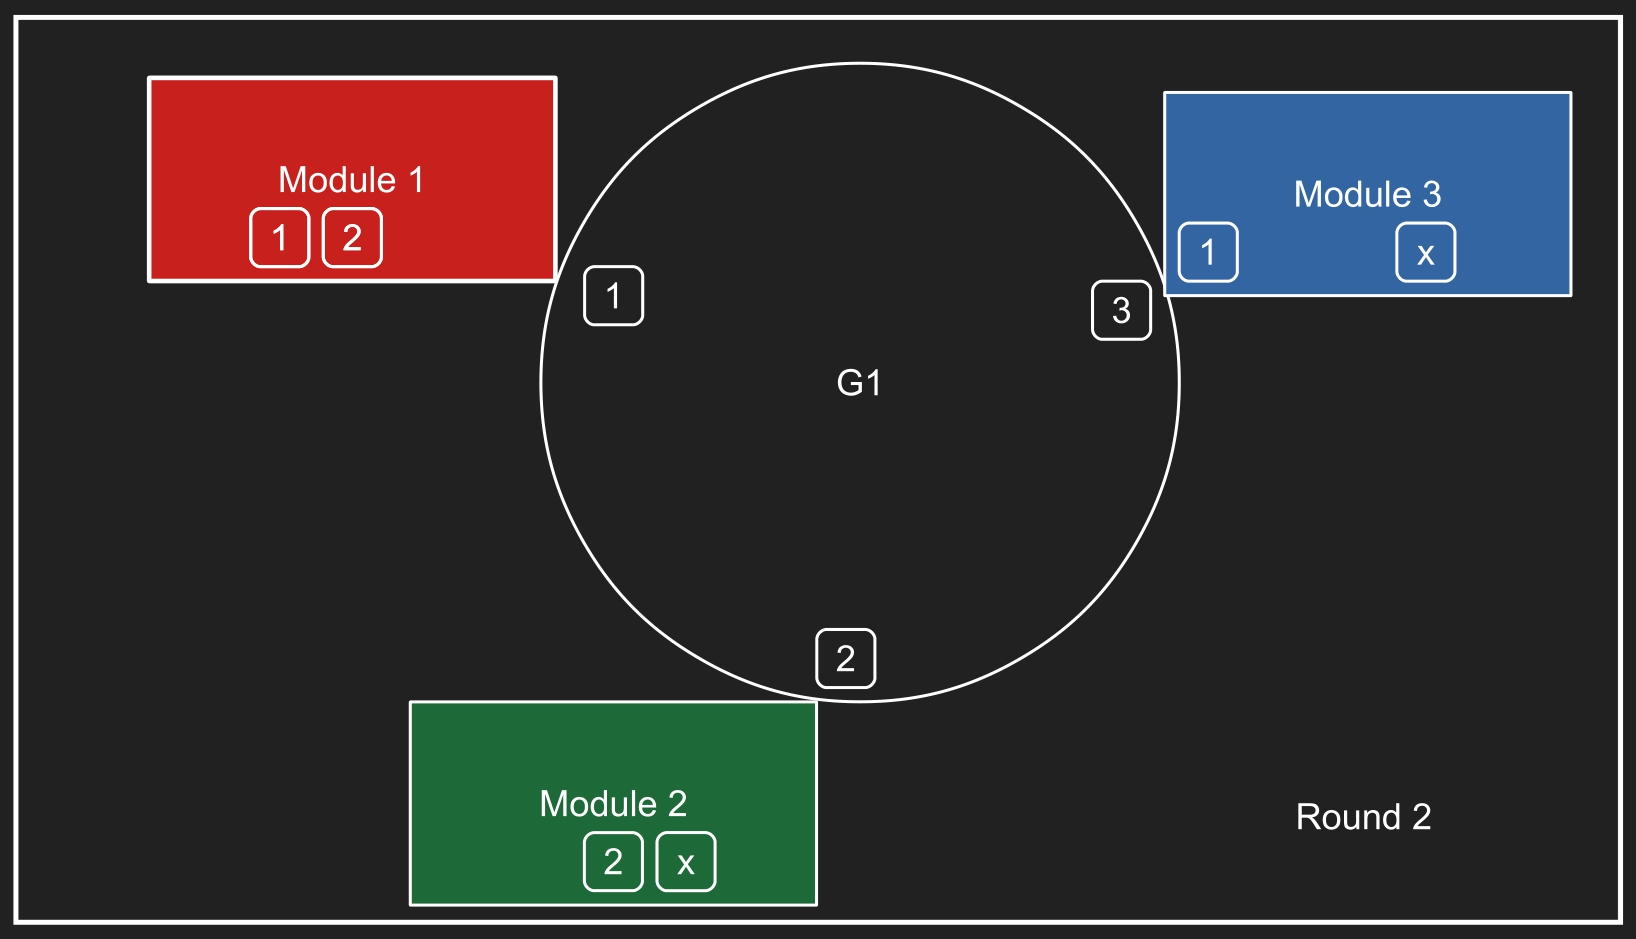 Module 1
1 2
Module 3
1 x
1
3
G1
2
Module 2
2 x
Round 2